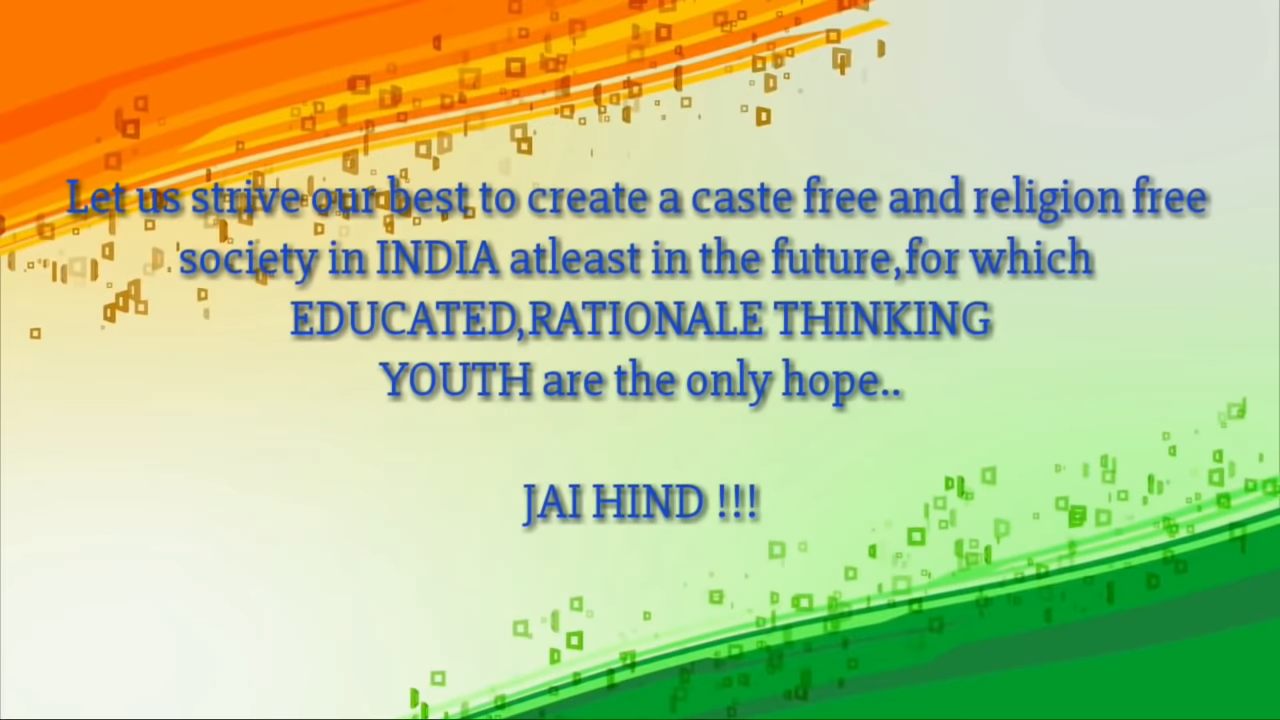 Let us strive our best to create a caste free and religion free
society in INDIA atleast in the future,for which
EDUCATED,RATIONALE THINKING
YOUTH are the only hope..
JAI HIND !!!